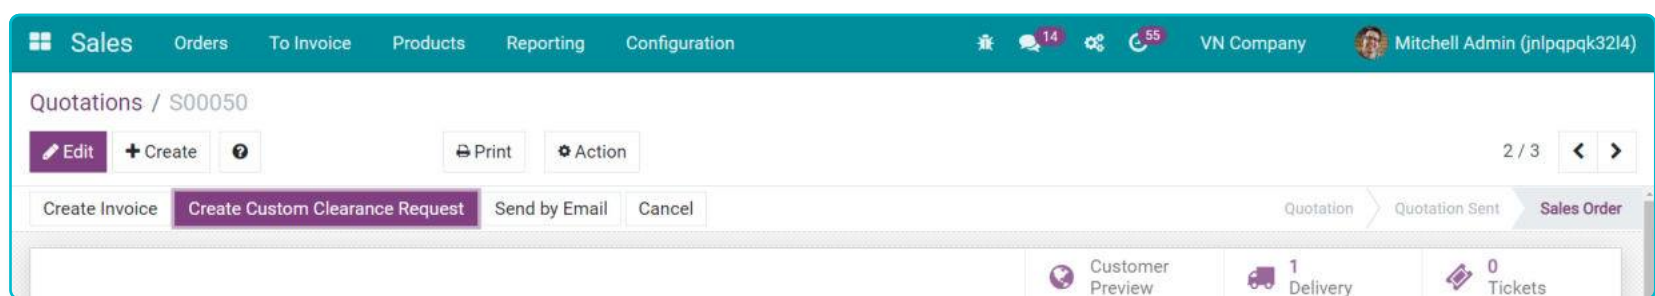 Sales Orders To Invoice Products Reporting Configuration 14 55 VN Company Mitchell Admin (jnlpqpqk32l4)
Quotations / S00050
Edit + Create Print Action 2 / 3
Create Invoice Create Custom Clearance Request Send by Email Cancel Quotation Quotation Sent Sales Order
Customer 1 0
Preview Delivery Tickets